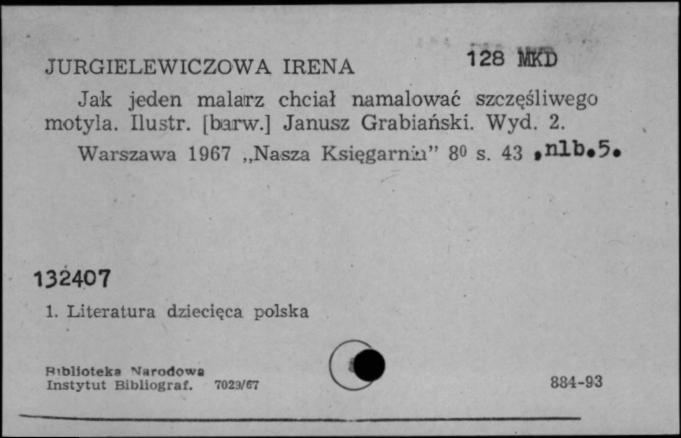 128 MKD
JURGIELEWICZOWA IRENA
Jak jeden malarz chciał namalować szczęśliwego
motyla. Ilustr. [barw.] Janusz Grabiański. Wyd. 2.
Warszawa 1967 „Nasza Księgarnia” 8⁰ s. 43 ,nlb.5.
132407
1. Literatura dziecięca polska
Biblioteka Narodowa
Instytut Bibliograf. 7029/67
884-93